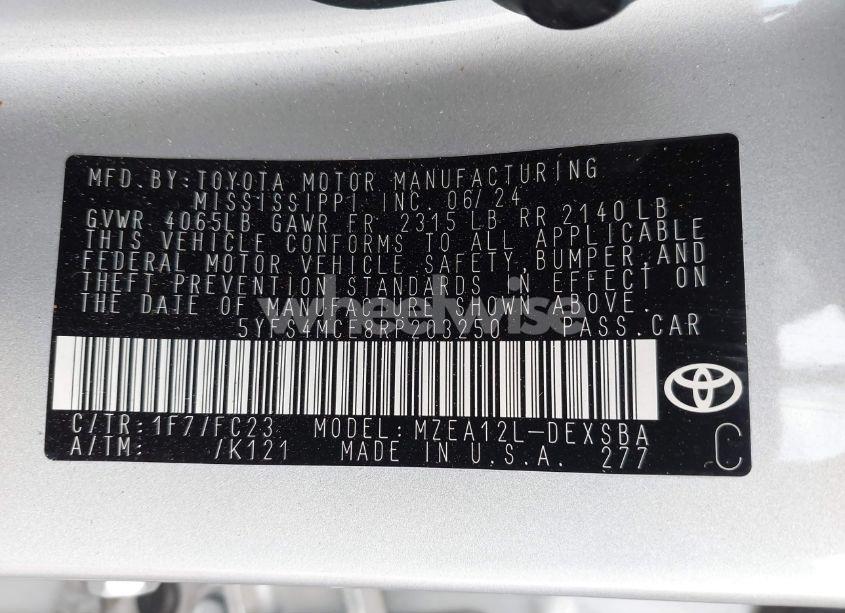 MFD.BY:TOYOTA MOTOR MANUFACTURING
MISSISSIPPI INC. 06/24
GVWR 4065LB GAWR FR 2315 LB RR 2140 LB
THIS VEHICLE CONFORMS TO ALL APPLICABLE
FEDERAL MOTOR VEHICLE SAFETY,BUMPER,AND
THEFT PREVENTION STANDARDS IN EFFECT ON
THE DATE OF MANUFACTURE SHOWN ABOVE.
wheelwise
PASS.CAR
C/TR:1F7/FC23 MODEL:MZEA12L-DEXSBA
A/TM: /K121 MADE IN U.S.A. 277 C